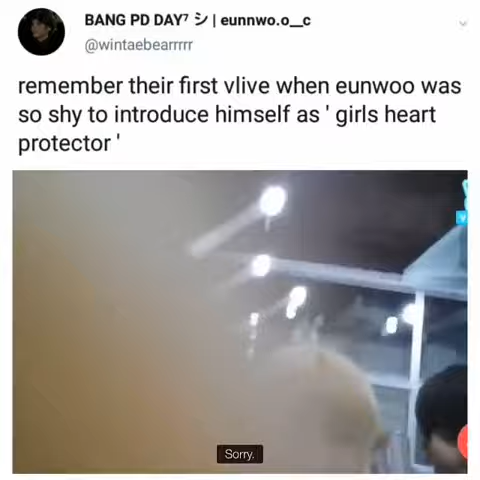 BANG PD DAY⁷ シ | eunnwo.o__c
@wintaebearrrrr
remember their first vlive when eunwoo was
so shy to introduce himself as ' girls heart
protector '
V
Sorry.